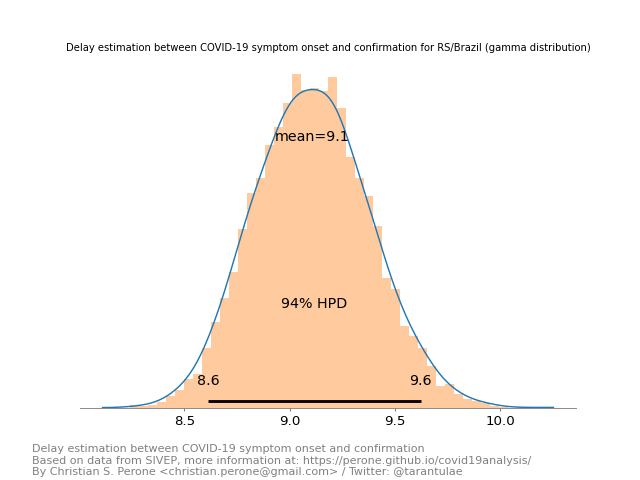 Delay estimation between COVID-19 symptom onset and confirmation for RS/Brazil (gamma distribution)
mean=9.1
94% HPD
8.6 9.6
8.5 9.0 9.5 10.0
Delay estimation between COVID-19 symptom onset and confirmation
Based on data from SIVEP, more information at: https://perone.github.io/covid19analysis/
By Christian S. Perone <christian.perone@gmail.com> / Twitter: @tarantulae